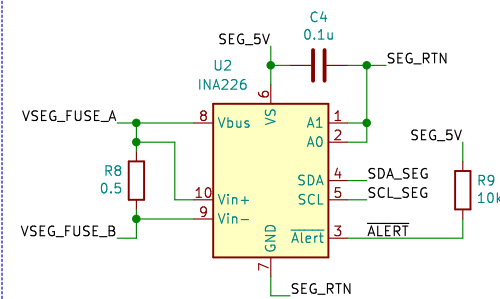 C4
0.1u
SEG_5V
SEG_RTN
U2
INA226
6
VS
VSEG_FUSE_A
8
Vbus
A1
1
A0
2
SEG_5V
R8
0.5
SDA
4
SDA_SEG
R9
10k
10
Vin+
SCL
5
SCL_SEG
9
Vin-
VSEG_FUSE_B
GND
Alert
3
ALERT
7
SEG_RTN